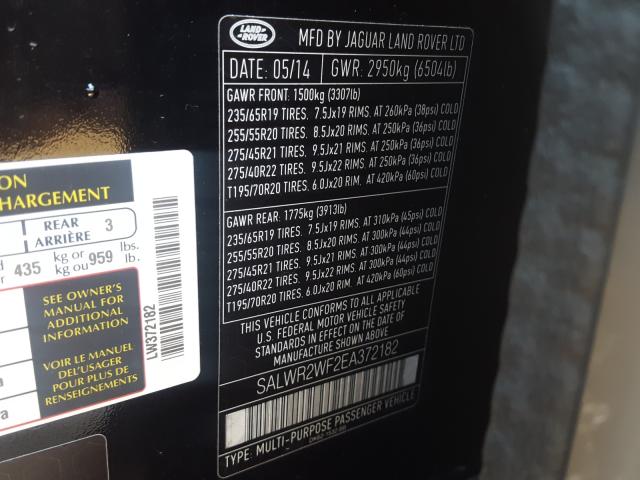 LAND ROVER
MFD BY JAGUAR LAND ROVER LTD
DATE: 05/14 GWR: 2950kg (6504lb)
GAWR FRONT: 1500kg (3307lb)
235/65R19 TIRES. 7.5Jx19 RIMS. AT 260kPa (38psi) COLD
255/55R20 TIRES. 8.5Jx20 RIMS. AT 250kPa (36psi) COLD
275/45R21 TIRES. 9.5Jx21 RIMS. AT 250kPa (36psi) COLD
275/40R22 TIRES. 9.5Jx22 RIMS. AT 250kPa (36psi) COLD
T195/70R20 TIRES. 6.0Jx20 RIM. AT 420kPa (60psi) COLD
GAWR REAR: 1775kg (3913lb)
235/65R19 TIRES. 7.5Jx19 RIMS. AT 310kPa (45psi) COLD
255/55R20 TIRES. 8.5Jx20 RIMS. AT 300kPa (44psi) COLD
275/45R21 TIRES. 9.5Jx21 RIMS. AT 300kPa (44psi) COLD
275/40R22 TIRES. 9.5Jx22 RIMS. AT 300kPa (44psi) COLD
T195/70R20 TIRES. 6.0Jx20 RIM. AT 420kPa (60psi) COLD
THIS VEHICLE CONFORMS TO ALL APPLICABLE
U.S. FEDERAL MOTOR VEHICLE SAFETY
STANDARDS IN EFFECT ON THE DATE OF
MANUFACTURE SHOWN ABOVE
SALWR2WF2EA372182
TYPE: MULTI-PURPOSE PASSENGER VEHICLE
ON
CHARGEMENT
REAR 3
ARRIÈRE
435 kg or 959 lbs.
kg ou lb.
SEE OWNER'S
MANUAL FOR
ADDITIONAL
INFORMATION
VOIR LE MANUEL
DEL'USAGER
POUR PLUS DE
RENSEIGNEMENTS
LW372182